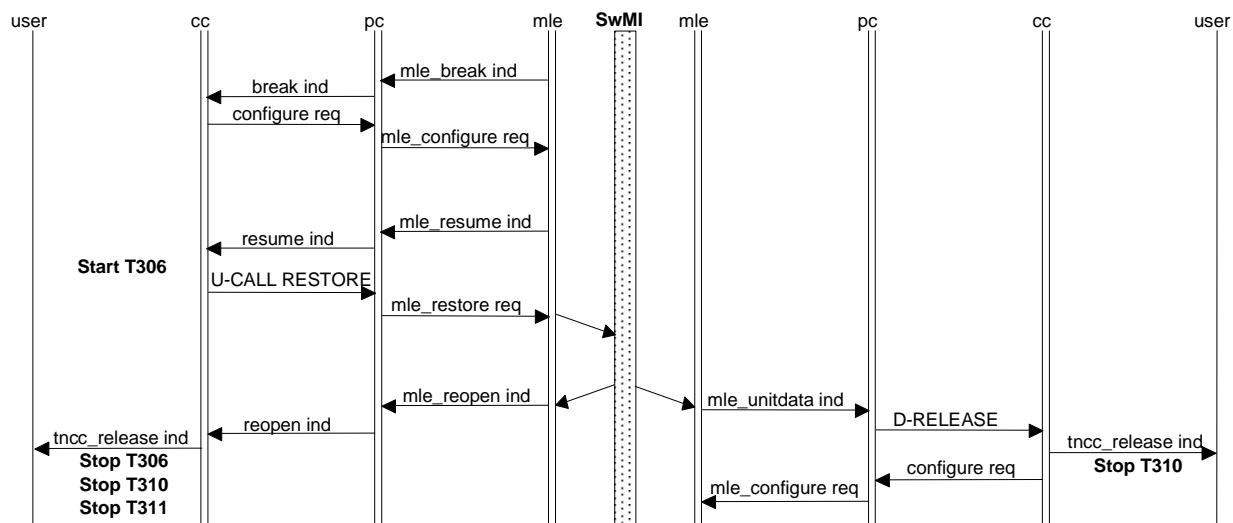 user cc pc mle SwMI mle pc cc user
mle_break ind
break ind
configure req
mle_configure req
mle_resume ind
resume ind
Start T306
U-CALL RESTORE
mle_restore req
mle_reopen ind mle_unitdata ind
reopen ind D-RELEASE
tncc_release ind tncc_release ind
Stop T306 configure req Stop T310
Stop T310 mle_configure req
Stop T311